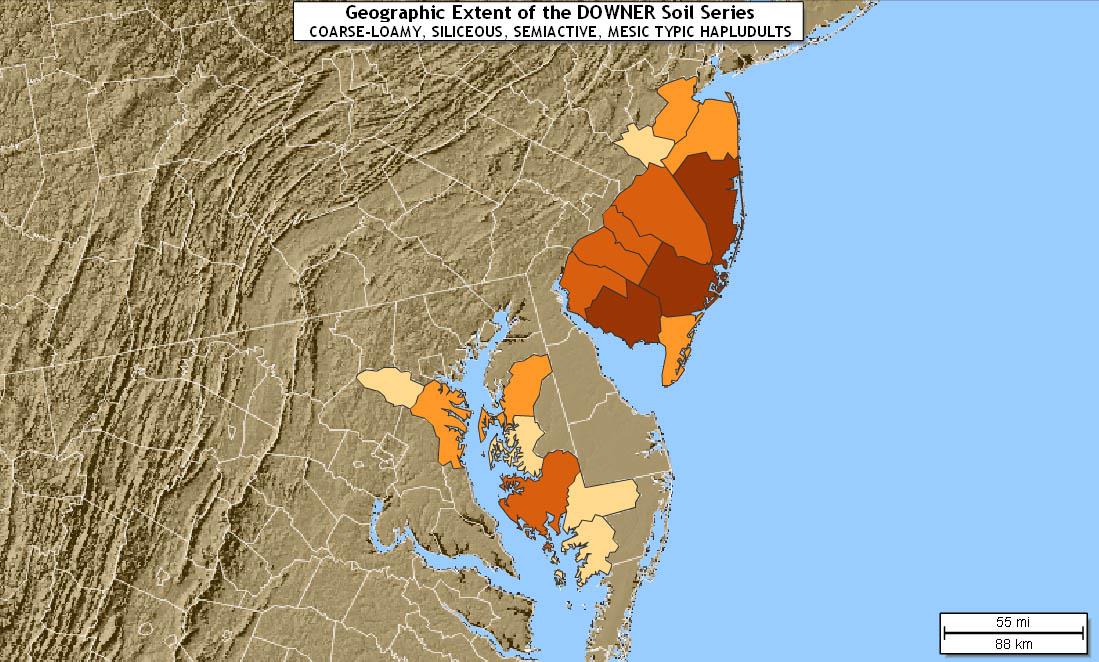 Geographic Extent of the DOWNER Soil Series
COARSE-LOAMY, SILICEOUS, SEMIACTIVE, MESIC TYPIC HAPLUDULTS
55 mi
88 km